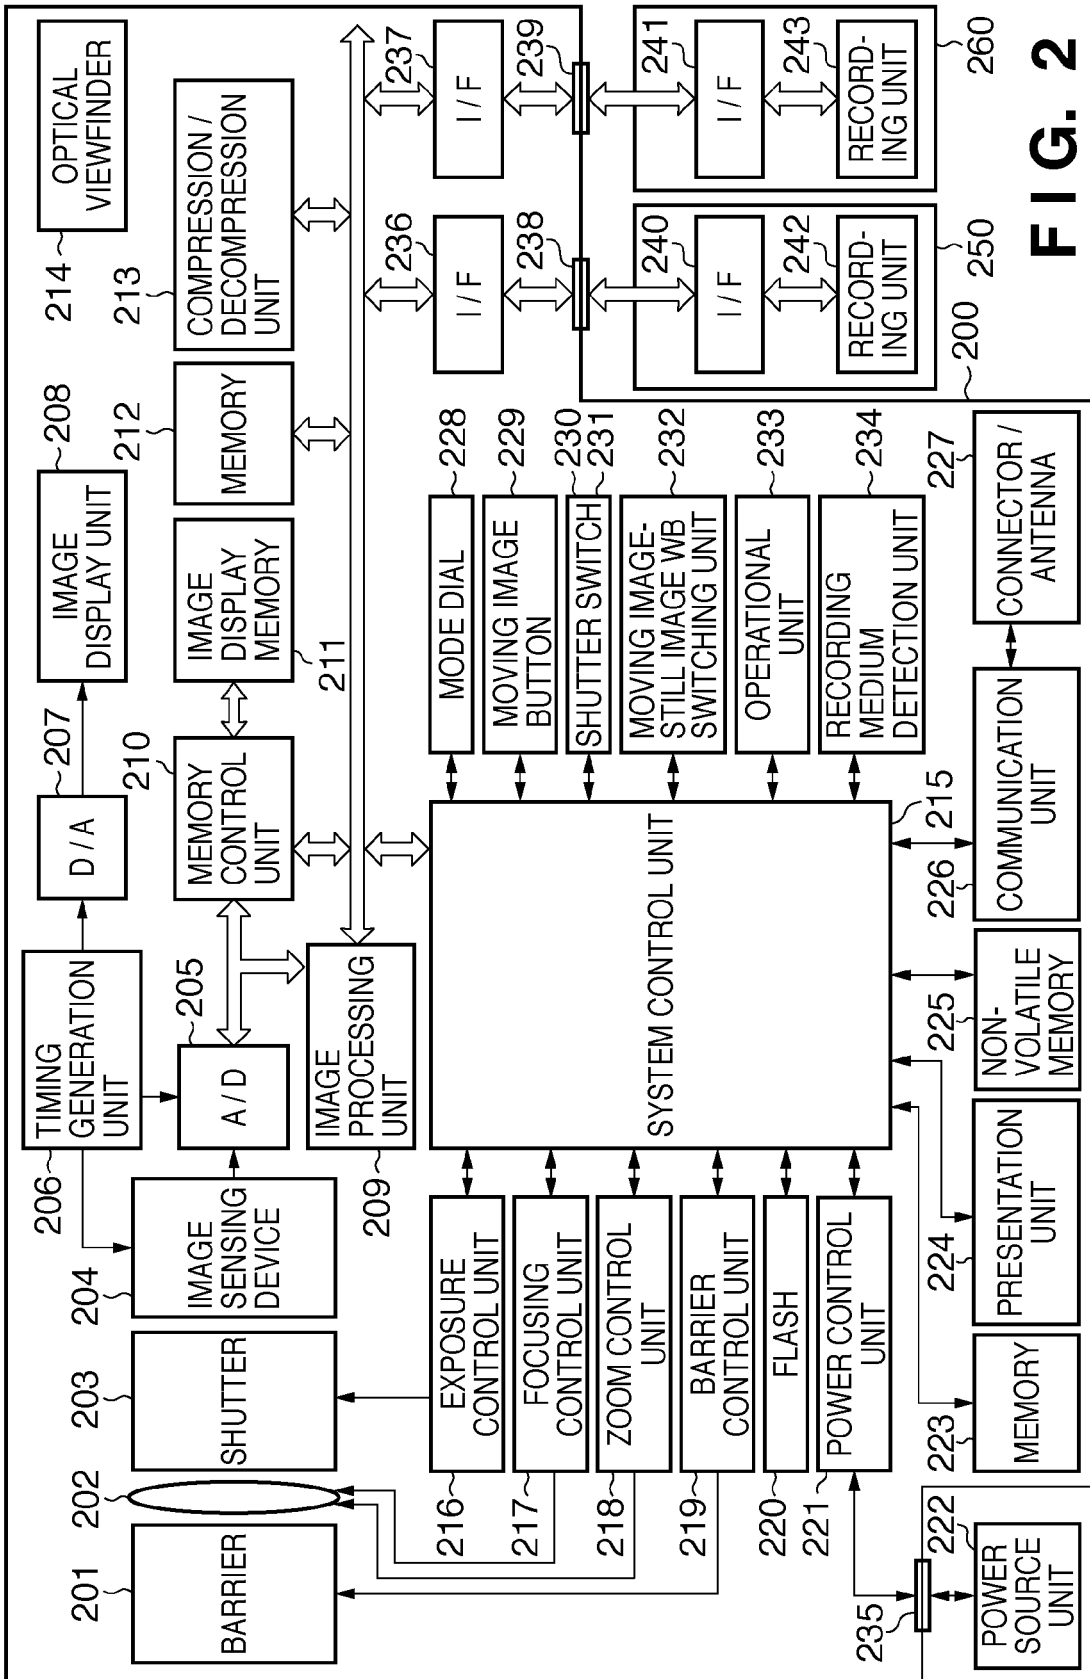 FIG. 2
201
BARRIER
202
203
SHUTTER
204
IMAGE
SENSING
DEVICE
206
TIMING
GENERATION
UNIT
205
A/D
207
D/A
208
IMAGE
DISPLAY UNIT
214
OPTICAL
VIEWFINDER
209
IMAGE
PROCESSING
UNIT
210
MEMORY
CONTROL
UNIT
211
IMAGE
DISPLAY
MEMORY
212
MEMORY
213
COMPRESSION /
DECOMPRESSION
UNIT
216
EXPOSURE
CONTROL UNIT
217
FOCUSING
CONTROL UNIT
218
ZOOM CONTROL
UNIT
219
BARRIER
CONTROL UNIT
220
FLASH
221
POWER CONTROL
UNIT
SYSTEM CONTROL UNIT
215
MODE DIAL
228
MOVING IMAGE
BUTTON
229
SHUTTER SWITCH
230
231
MOVING IMAGE-
STILL IMAGE WB
SWITCHING UNIT
232
OPERATIONAL
UNIT
233
RECORDING
MEDIUM
DETECTION UNIT
234
236
I/F
237
I/F
238
239
240
I/F
241
I/F
242
RECORD-
ING UNIT
243
RECORD-
ING UNIT
250
260
200
235
222
POWER
SOURCE
UNIT
223
MEMORY
224
PRESENTATION
UNIT
225
NON-
VOLATILE
MEMORY
226
COMMUNICATION
UNIT
227
CONNECTOR /
ANTENNA